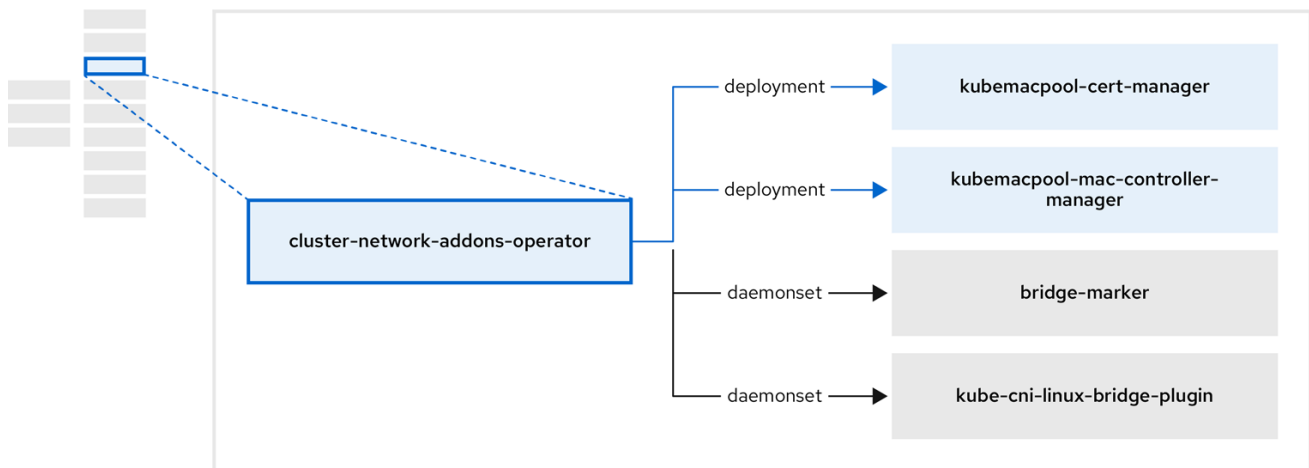 deployment
kubemacpool-cert-manager
deployment
kubemacpool-mac-controller-
manager
cluster-network-addons-operator
daemonset
bridge-marker
daemonset
kube-cni-linux-bridge-plugin